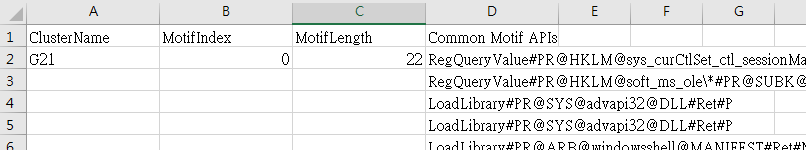 A B C D E F G
1 ClusterName MotifIndex MotifLength Common Motif APIs
2 G21 0 22 RegQueryValue#PR@HKLM@sys_curCtlSet_ctl_sessionMa
3 RegQueryValue#PR@HKLM@soft_ms_ole\*#PR@SUBK@
4 LoadLibrary#PR@SYS@advapi32@DLL#Ret#P
5 LoadLibrary#PR@SYS@advapi32@DLL#Ret#P
6 LoadLibrary#PR@ARB@windowsshell@MANIFEST#Ret#N